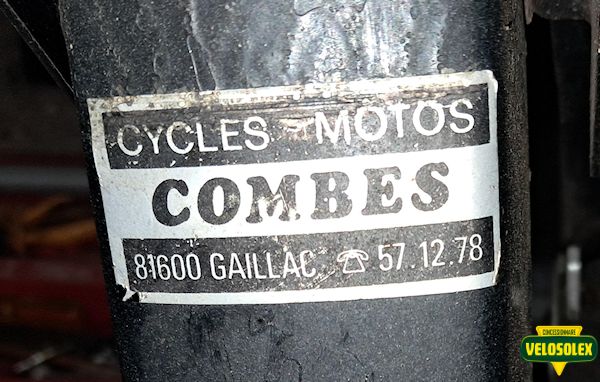 CYCLES MOTOS
COMBES
81600 GAILLAC ☎ 57.12.78
CONCESSIONNAIRE
VELOSOLEX